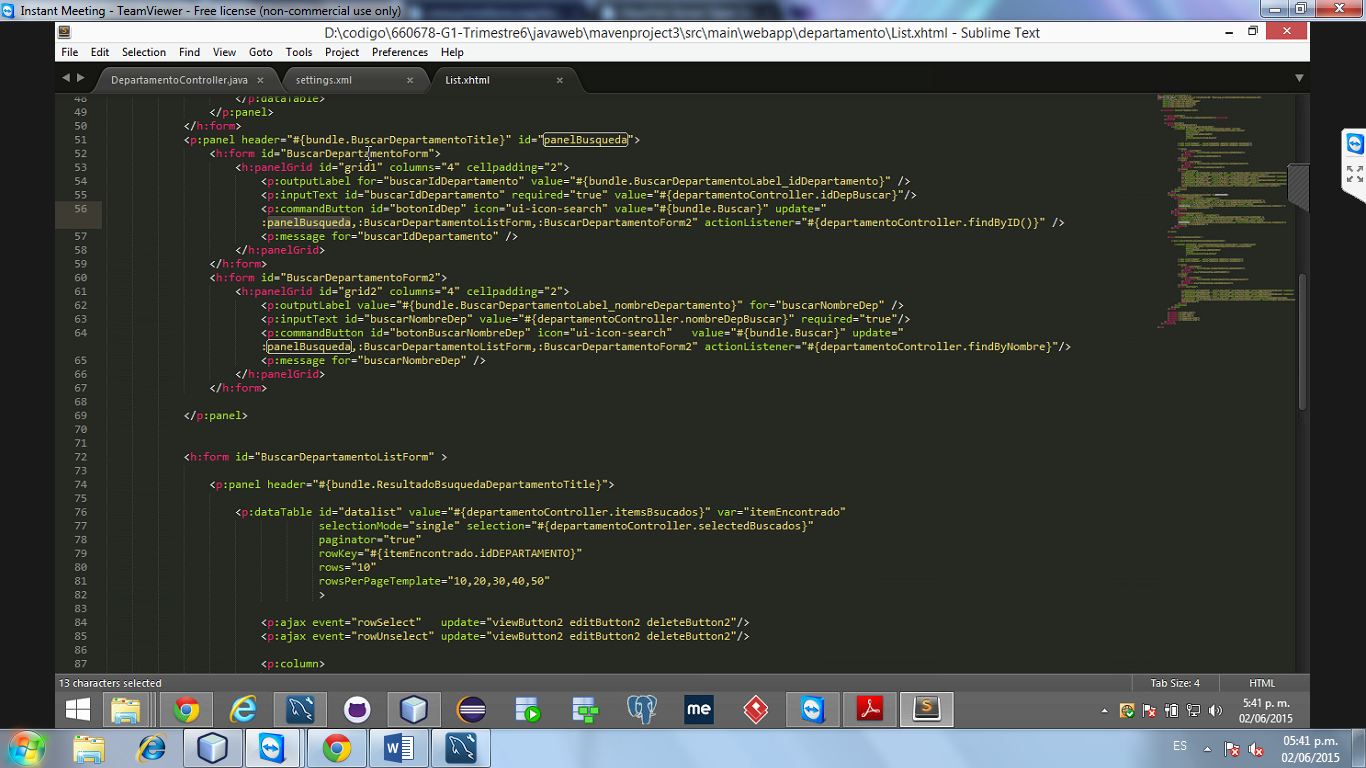 Instant Meeting - TeamViewer - Free license (non-commercial use only)
D:\codigo\660678-G1-Trimestre6\javaweb\mavenproject3\src\main\webapp\departamento\List.xhtml - Sublime Text
File Edit Selection Find View Goto Tools Project Preferences Help
DepartamentoController.java settings.xml List.xhtml
48 </p:dataTable>
49 </p:panel>
50 </h:form>
51 <p:panel header="#{bundle.BuscarDepartamentoTitle}" id="panelBusqueda">
52 <h:form id="BuscarDepartamentoForm">
53 <h:panelGrid id="grid1" columns="4" cellpadding="2">
54 <p:outputLabel for="buscarIdDepartamento" value="#{bundle.BuscarDepartamentoLabel_idDepartamento}" />
55 <p:inputText id="buscarIdDepartamento" required="true" value="#{departamentoController.idDepBuscar}"/>
56 <p:commandButton id="botonIdDep" icon="ui-icon-search" value="#{bundle.Buscar}" update="
:panelBusqueda,:BuscarDepartamentoListForm,:BuscarDepartamentoForm2" actionListener="#{departamentoController.findByID()}" />
57 <p:message for="buscarIdDepartamento" />
58 </h:panelGrid>
59 </h:form>
60 <h:form id="BuscarDepartamentoForm2">
61 <h:panelGrid id="grid2" columns="4" cellpadding="2">
62 <p:outputLabel value="#{bundle.BuscarDepartamentoLabel_nombreDepartamento}" for="buscarNombreDep" />
63 <p:inputText id="buscarNombreDep" value="#{departamentoController.nombreDepBuscar}" required="true"/>
64 <p:commandButton id="botonBuscarNombreDep" icon="ui-icon-search" value="#{bundle.Buscar}" update="
:panelBusqueda,:BuscarDepartamentoListForm,:BuscarDepartamentoForm2" actionListener="#{departamentoController.findByNombre}"/>
65 <p:message for="buscarNombreDep" />
66 </h:panelGrid>
67 </h:form>
68
69 </p:panel>
70
71
72 <h:form id="BuscarDepartamentoListForm" >
73
74 <p:panel header="#{bundle.ResultadoBsuquedaDepartamentoTitle}">
75
76 <p:dataTable id="datalist" value="#{departamentoController.itemsBsucados}" var="itemEncontrado"
77 selectionMode="single" selection="#{departamentoController.selectedBuscados}"
78 paginator="true"
79 rowKey="#{itemEncontrado.idDEPARTAMENTO}"
80 rows="10"
81 rowsPerPageTemplate="10,20,30,40,50"
82 >
83
84 <p:ajax event="rowSelect" update="viewButton2 editButton2 deleteButton2"/>
85 <p:ajax event="rowUnselect" update="viewButton2 editButton2 deleteButton2"/>
86
87 <p:column>
13 characters selected Tab Size: 4 HTML
me
5:41 p. m.
02/06/2015
ES
05:41 p.m.
02/06/2015